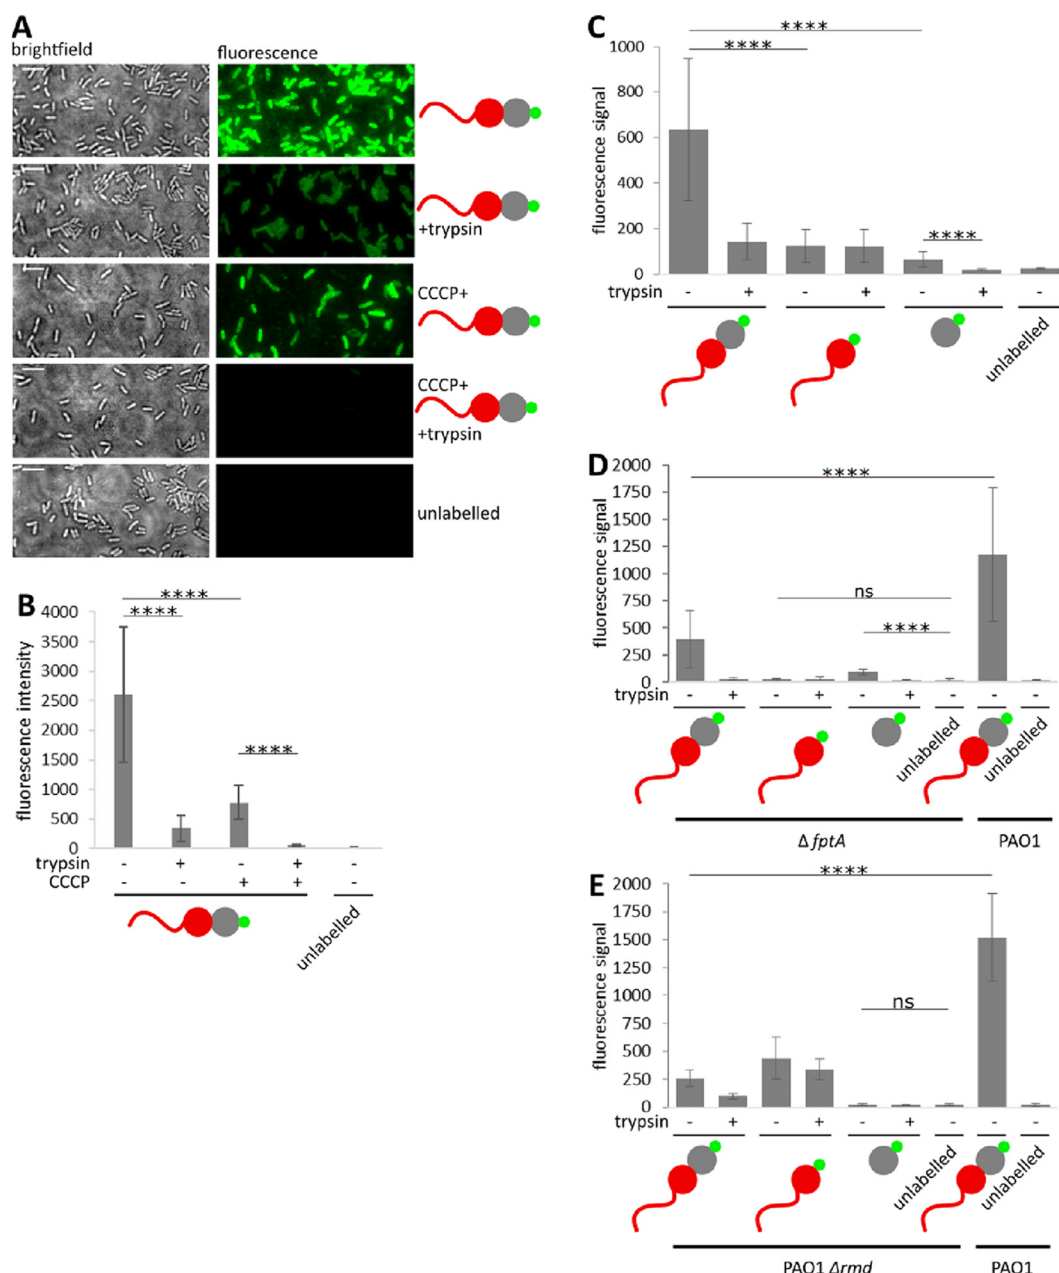 A
brightfield
fluorescence
+trypsin
CCCP+
CCCP+
+trypsin
unlabelled
B
fluorescence intensity
4000
3500
3000
2500
2000
1500
1000
500
0
****
****
****
trypsin - + - + -
CCCP - - + + -
unlabelled
C
fluorescence signal
1000
800
600
400
200
0
****
****
****
trypsin - + - + - + -
unlabelled
D
fluorescence signal
2000
1750
1500
1250
1000
750
500
250
0
****
ns
****
trypsin - + - + - + - - -
unlabelled
unlabelled
Δ fptA
PAO1
E
fluorescence signal
2000
1750
1500
1250
1000
750
500
250
0
****
ns
trypsin - + - + - + - - -
unlabelled
unlabelled
PAO1 Δrmd
PAO1